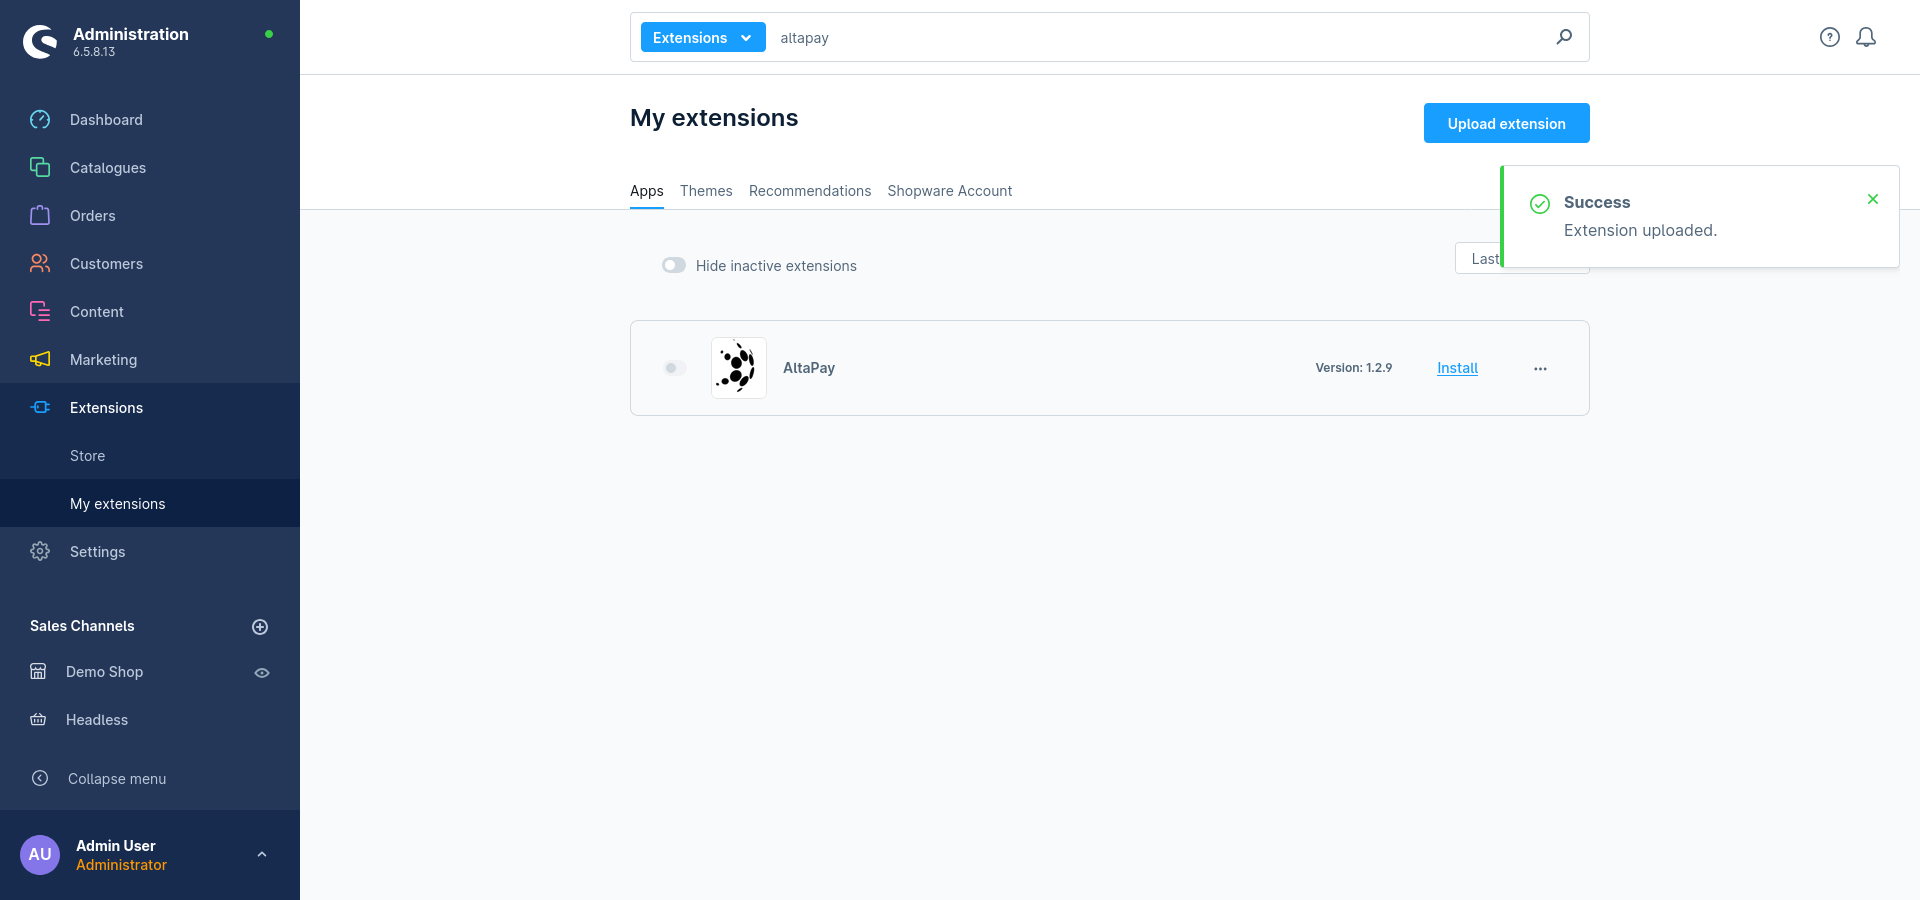 Administration
6.5.8.13
Dashboard
Catalogues
Orders
Customers
Content
Marketing
Extensions
Store
My extensions
Settings
Sales Channels
Demo Shop
Headless
Collapse menu
AU
Admin User
Administrator
Extensions
altapay
My extensions
Upload extension
Apps Themes Recommendations Shopware Account
Success
Extension uploaded.
Hide inactive extensions
Last
AltaPay
Version: 1.2.9
Install